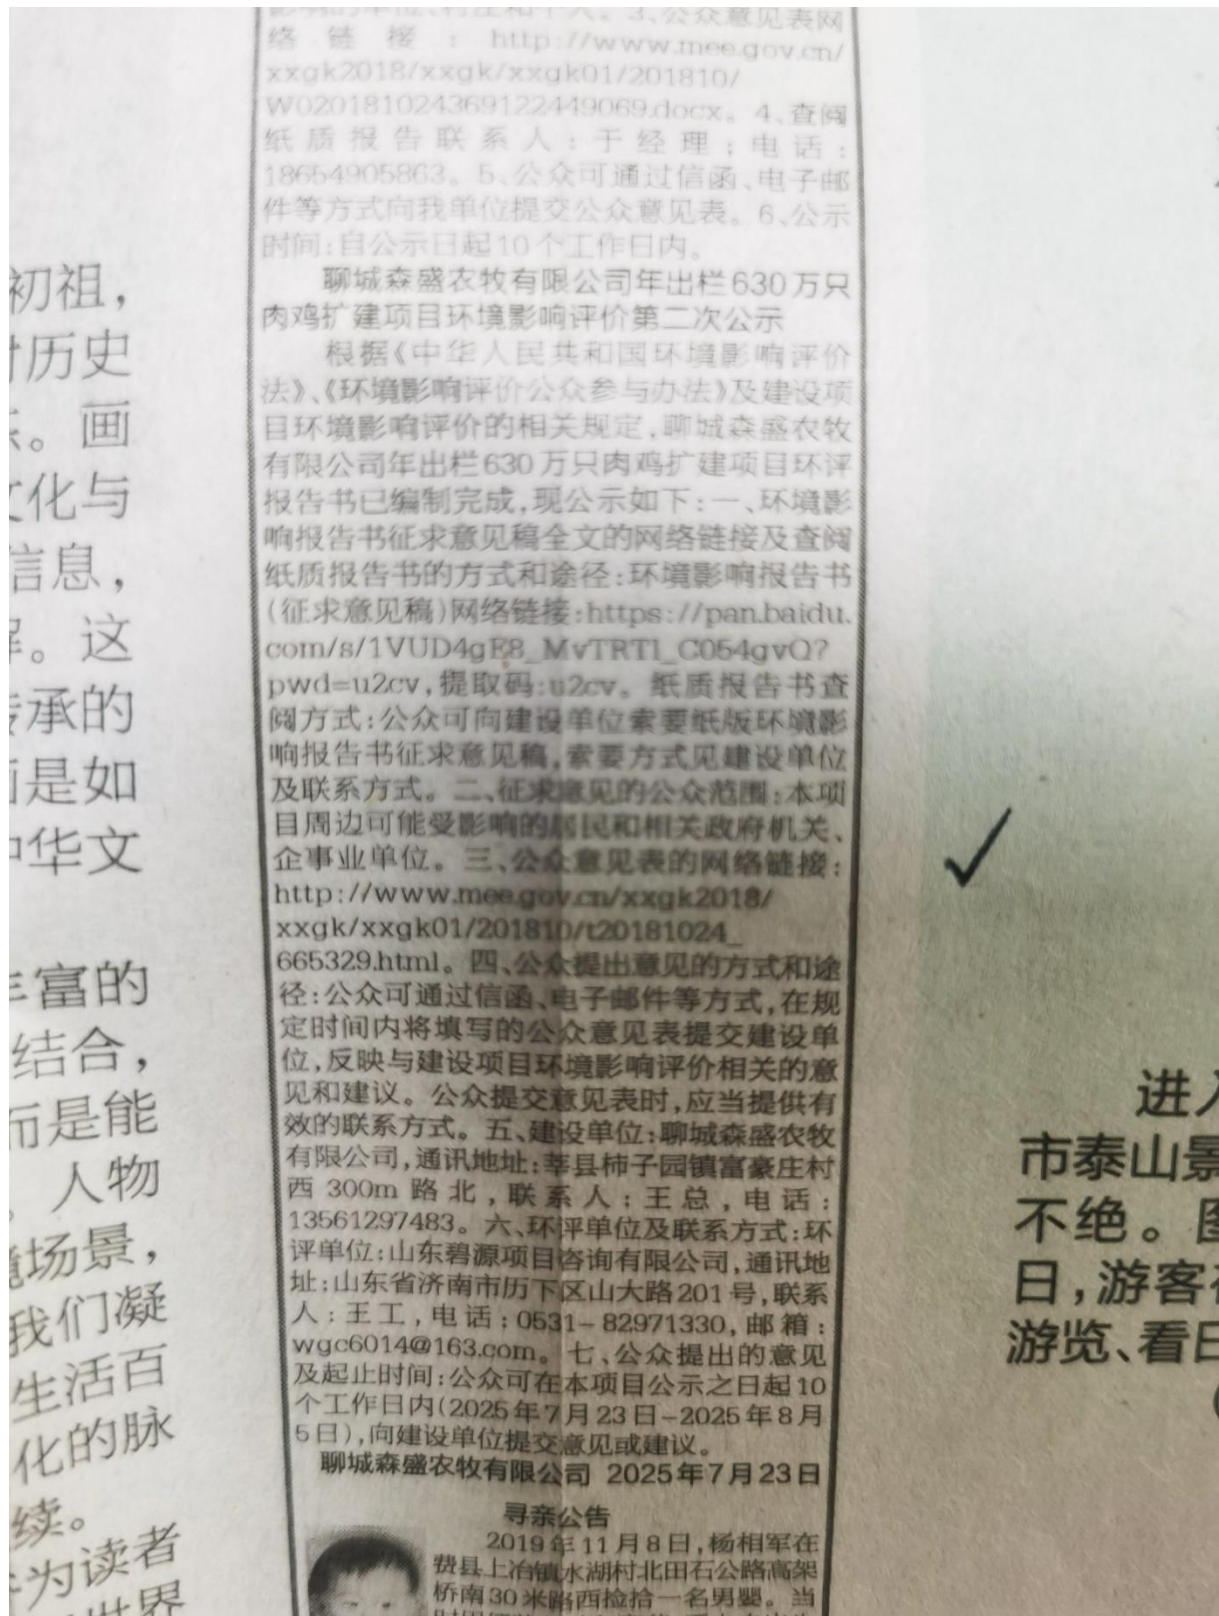 络链接：http://www.mee.gov.cn/
xxgk2018/xxgk/xxgk01/201810/
W020181024369122449069.docx。4、查阅
纸质报告联系人：于经理；电话：
18654905863。5、公众可通过信函、电子邮
件等方式向我单位提交公众意见表。6、公示
时间：自公示日起10个工作日内。
聊城森盛农牧有限公司年出栏630万只
肉鸡扩建项目环境影响评价第二次公示
根据《中华人民共和国环境影响评价
法》、《环境影响评价公众参与办法》及建设项
目环境影响评价的相关规定，聊城森盛农牧
有限公司年出栏630万只肉鸡扩建项目环评
报告书已编制完成，现公示如下：一、环境影
响报告书征求意见稿全文的网络链接及查阅
纸质报告书的方式和途径：环境影响报告书
（征求意见稿）网络链接：https://pan.baidu.
com/s/1VUD4gE8_MvTRT1_C054gvQ?
pwd=u2cv，提取码：u2cv。纸质报告书查
阅方式：公众可向建设单位索要纸版环境影
响报告书征求意见稿，索要方式见建设单位
及联系方式。二、征求意见的公众范围：本项
目周边可能受影响的居民和相关政府机关、
企事业单位。三、公众意见表的网络链接：
http://www.mee.gov.cn/xxgk2018/
xxgk/xxgk01/201810/t20181024_
665329.html。四、公众提出意见的方式和途
径：公众可通过信函、电子邮件等方式，在规
定时间内将填写的公众意见表提交建设单
位，反映与建设项目环境影响评价相关的意
见和建议。公众提交意见表时，应当提供有
效的联系方式。五、建设单位：聊城森盛农牧
有限公司，通讯地址：莘县柿子园镇富豪庄村
西300m路北，联系人：王总，电话：
13561297483。六、环评单位及联系方式：环
评单位：山东碧源项目咨询有限公司，通讯地
址：山东省济南市历下区山大路201号，联系
人：王工，电话：0531-82971330，邮箱：
wgc6014@163.com。七、公众提出的意见
及起止时间：公众可在本项目公示之日起10
个工作日内（2025年7月23日-2025年8月
5日），向建设单位提交意见或建议。
聊城森盛农牧有限公司 2025年7月23日
寻亲公告
2019年11月8日，杨相军在
费县上冶镇水湖村北田石公路高架
桥南30米路西捡拾一名男婴。当
初祖，
历史
。画
化与
信息，
。这
承的
是如
华文
富的
结合，
而是能
人物
场景，
我们凝
生活百
化的脉
续。
为读者
世界
进入
市泰山景
不绝。图
日，游客在
游览、看日